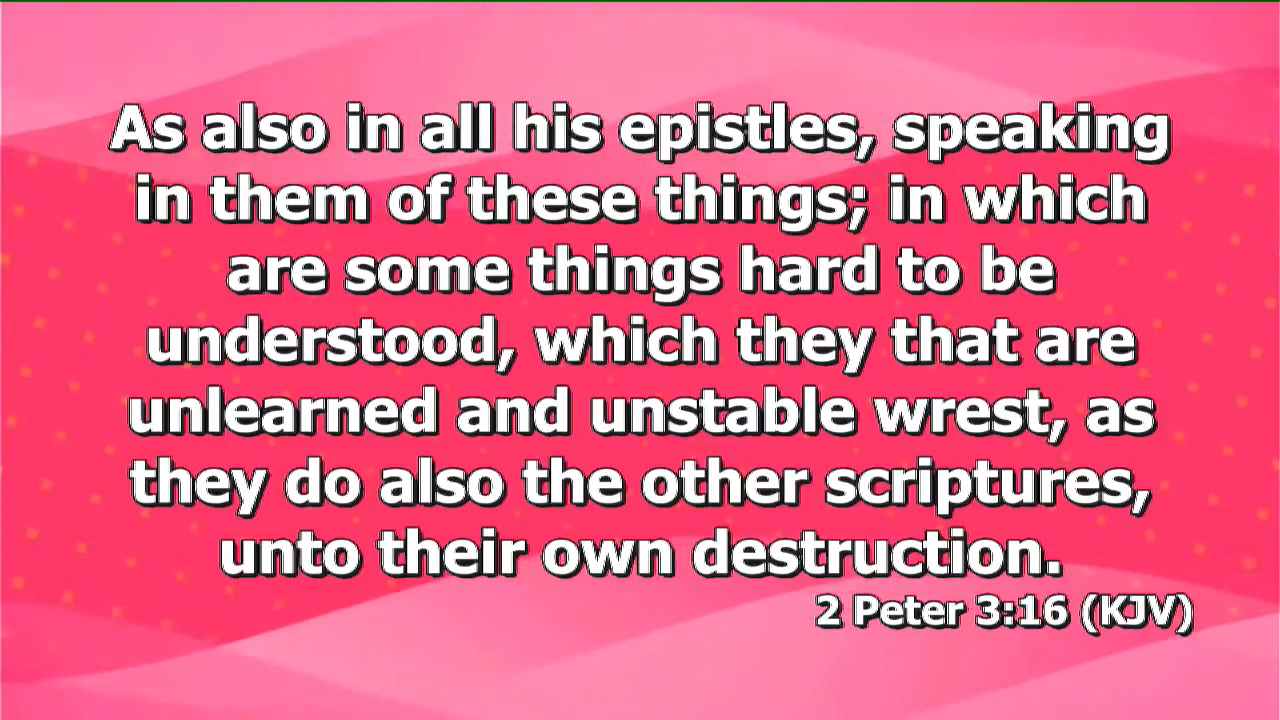 As also in all his epistles, speaking
in them of these things; in which
are some things hard to be
understood, which they that are
unlearned and unstable wrest, as
they do also the other scriptures,
unto their own destruction.
2 Peter 3:16 (KJV)